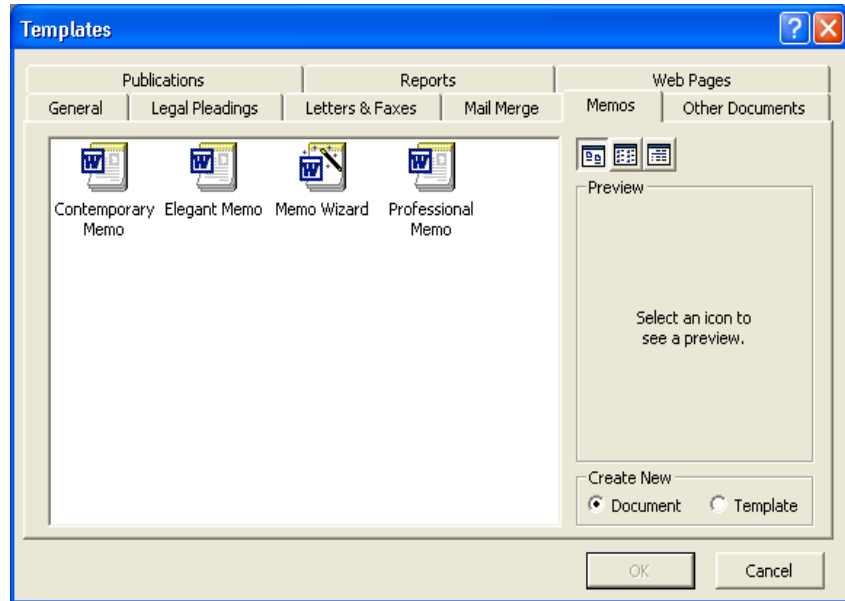 Templates
Publications Reports Web Pages
General Legal Pleadings Letters & Faxes Mail Merge Memos Other Documents
Contemporary Memo
Elegant Memo
Memo Wizard
Professional Memo
Preview
Select an icon to
see a preview.
Create New
Document Template
OK Cancel